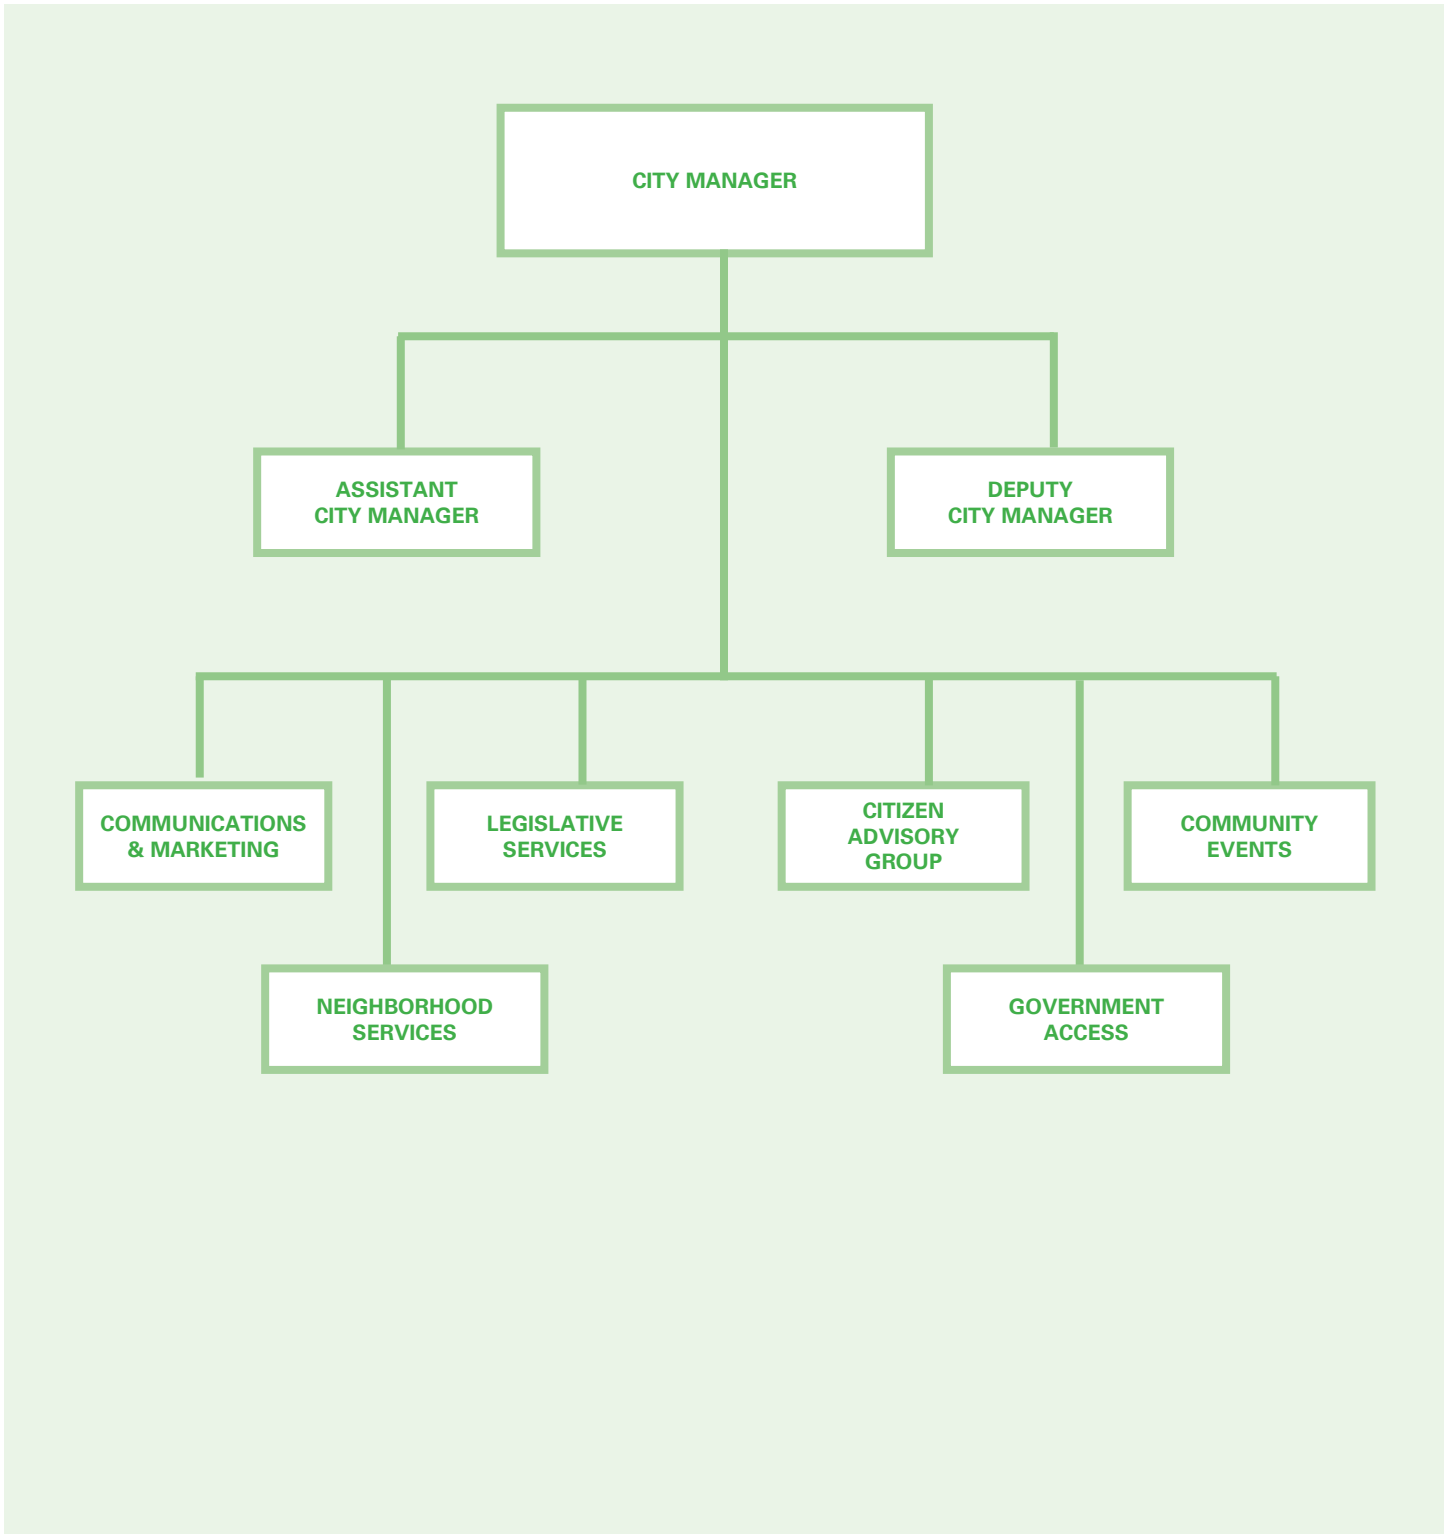 CITY MANAGER
ASSISTANT
CITY MANAGER
DEPUTY
CITY MANAGER
COMMUNICATIONS
& MARKETING
LEGISLATIVE
SERVICES
CITIZEN
ADVISORY
GROUP
COMMUNITY
EVENTS
NEIGHBORHOOD
SERVICES
GOVERNMENT
ACCESS